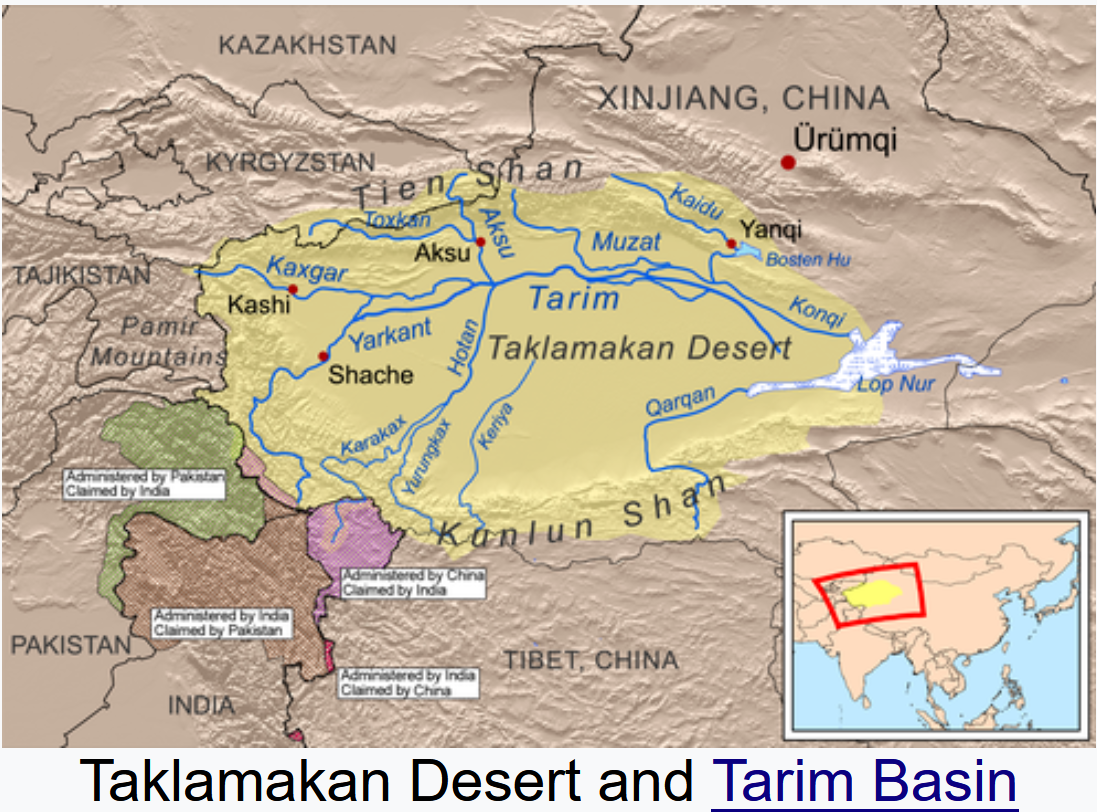 KAZAKHSTAN
XINJIANG, CHINA
Ürümqi
KYRGYZSTAN
Tien Shan
Kaidu
Toxkan
Aksu
Yanqi
Aksu
Muzat
Bosten Hu
TAJIKISTAN
Kaxgar
Kashi
Tarim
Konqi
Pamir
Mountains
Yarkant
Hotan
Taklamakan Desert
Shache
Lop Nur
Qarqan
Karakax
Yurungkax
Keriya
Administered by Pakistan
Claimed by India
Kunlun Shan
Administered by China
Claimed by India
Administered by India
Claimed by Pakistan
PAKISTAN
TIBET, CHINA
Administered by India
Claimed by China
INDIA
Taklamakan Desert and Tarim Basin